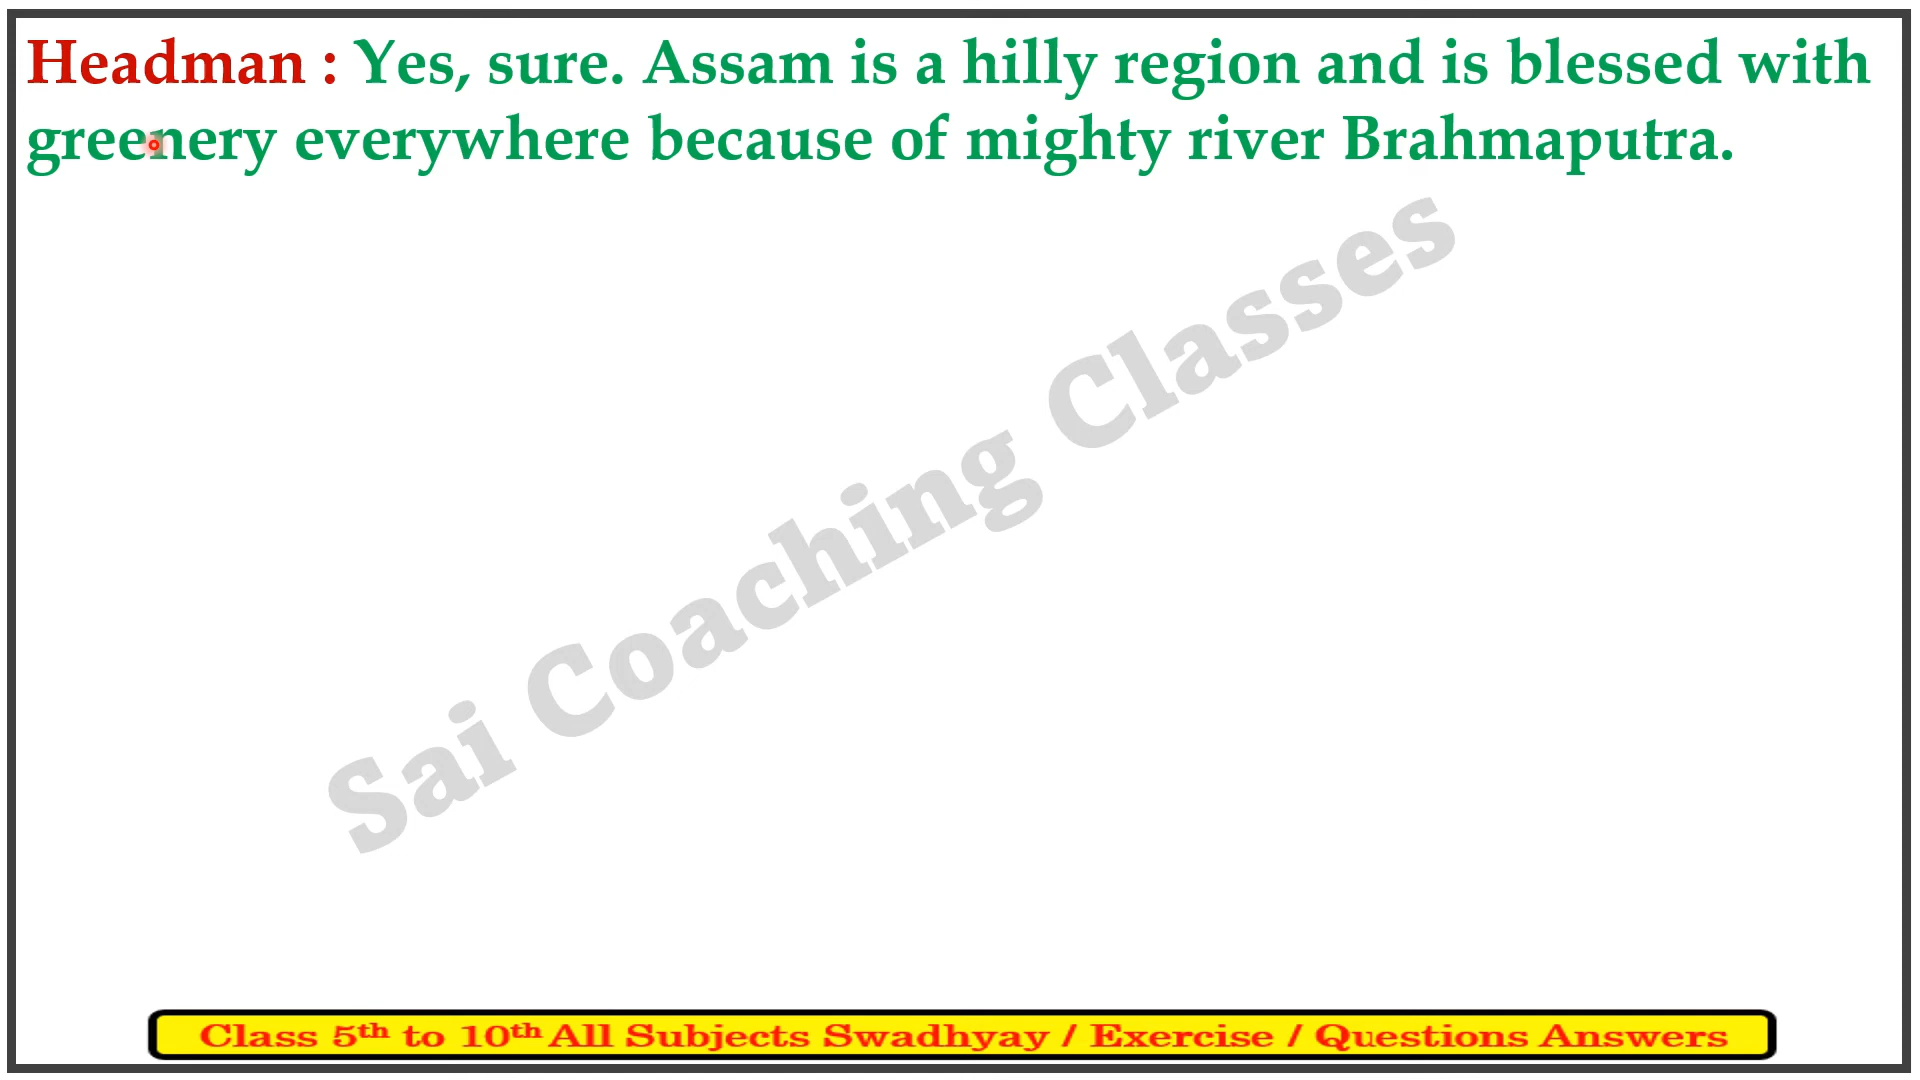 Headman : Yes, sure. Assam is a hilly region and is blessed with
greenery everywhere because of mighty river Brahmaputra.
Sai Coaching Classes
Class 5th to 10th All Subjects Swadhyay / Exercise / Questions Answers